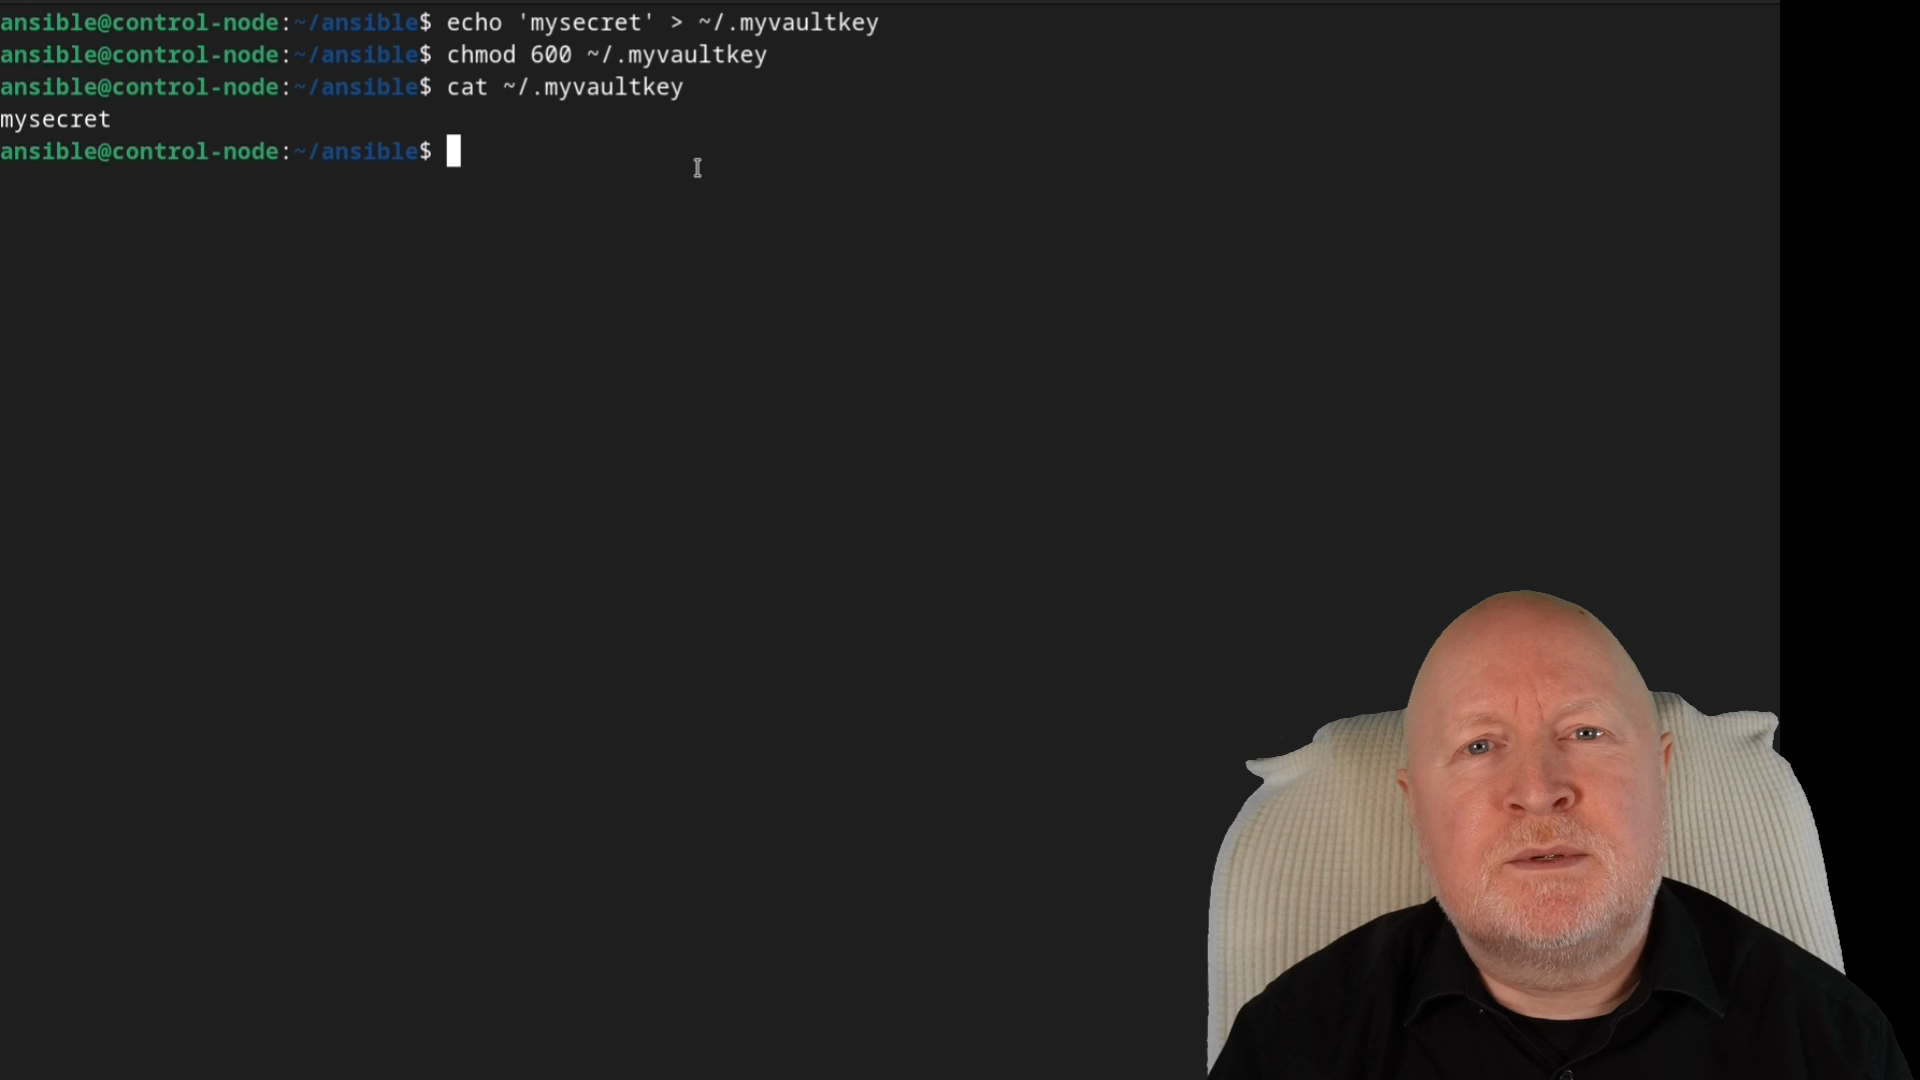 ansible@control-node:~/ansible$ echo 'mysecret' > ~/.myvaultkey
ansible@control-node:~/ansible$ chmod 600 ~/.myvaultkey
ansible@control-node:~/ansible$ cat ~/.myvaultkey
mysecret
ansible@control-node:~/ansible$